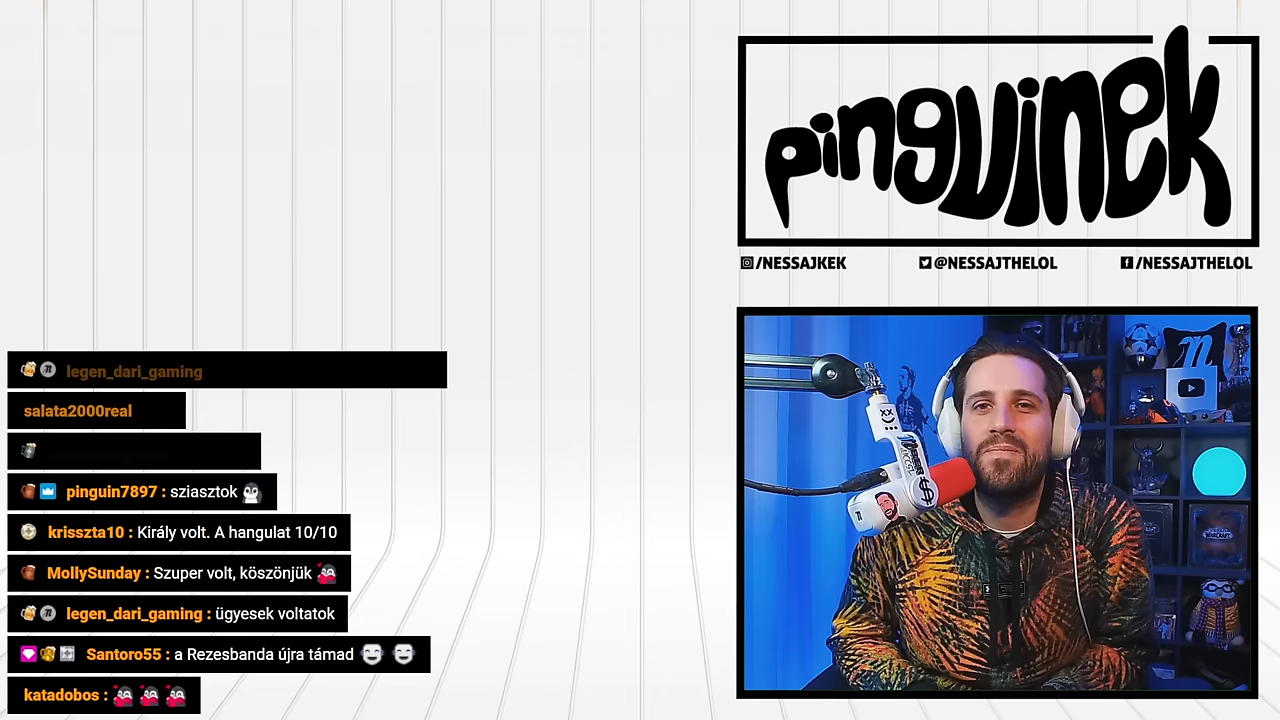 pinguinek
/NESSAJKEK
@NESSAJTHELOL
/NESSAJTHELOL
legen_dari_gaming
salata2000real
pinguin7897 : sziasztok
krisszta10 : Király volt. A hangulat 10/10
MollySunday : Szuper volt, köszönjük
legen_dari_gaming : ügyesek voltatok
Santoro55 : a Rezesbanda újra támad
katadobos :